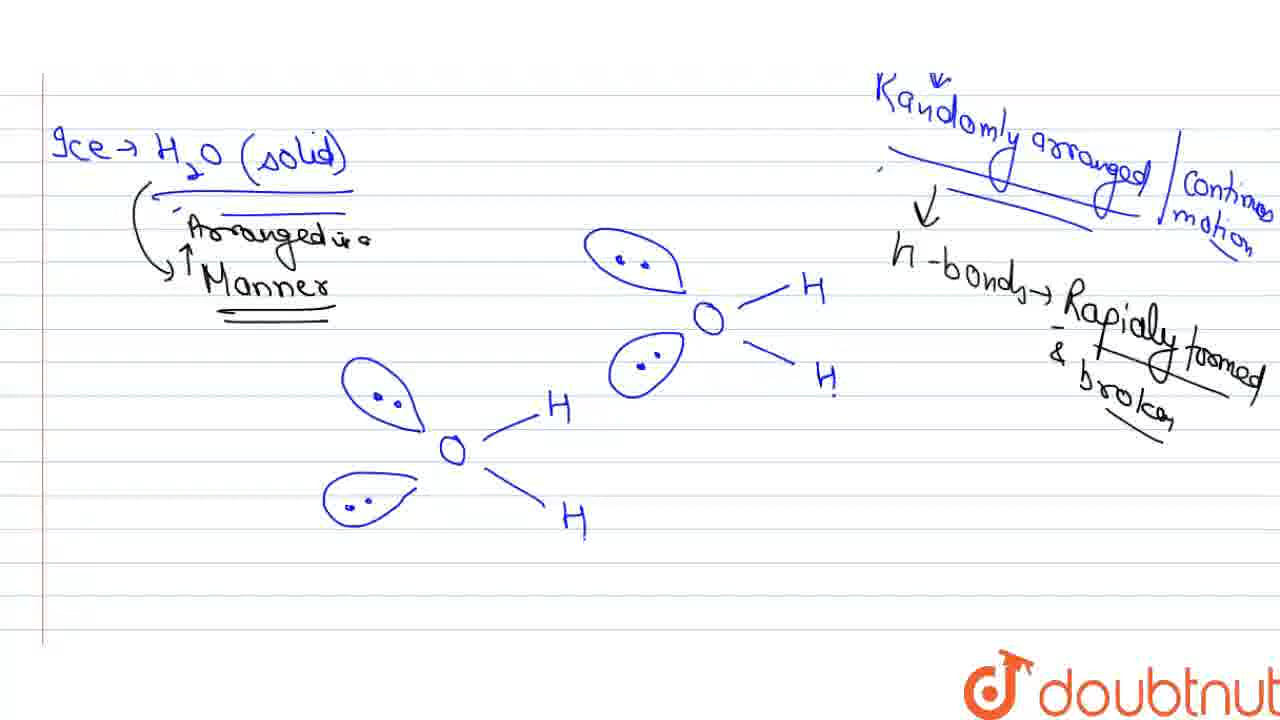 Ice → H2O (solid)
Arranged in a
↑ Manner
Randomly arranged
continuous
motion
h-bonds → Rapidly formed
& broken
O
H
H
O
H
H
doubtnut